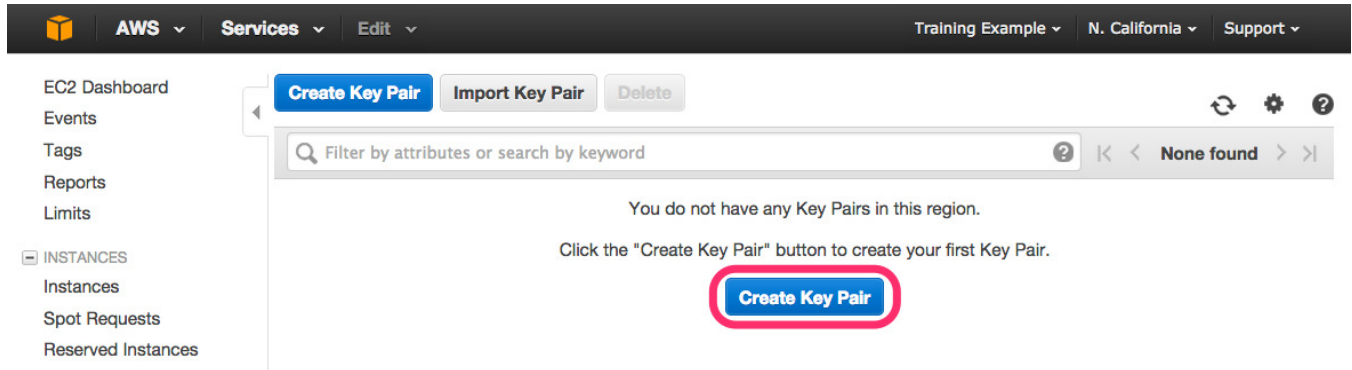 AWS Services Edit Training Example N. California Support
EC2 Dashboard
Events
Tags
Reports
Limits
INSTANCES
Instances
Spot Requests
Reserved Instances
Create Key Pair Import Key Pair Delete
Filter by attributes or search by keyword None found
You do not have any Key Pairs in this region.
Click the "Create Key Pair" button to create your first Key Pair.
Create Key Pair